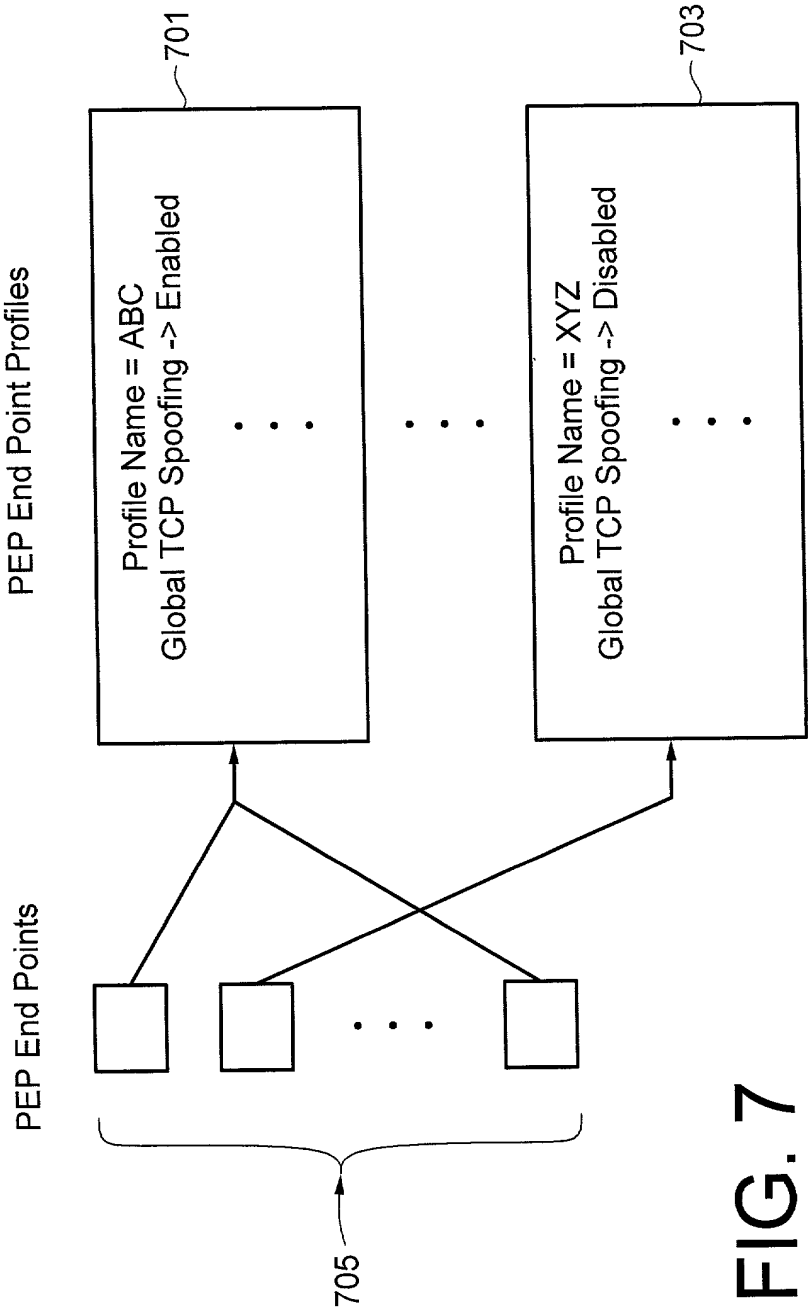 PEP End Points
PEP End Point Profiles
Profile Name = ABC
Global TCP Spoofing -> Enabled
• • •
701
• • •
• • •
Profile Name = XYZ
Global TCP Spoofing -> Disabled
• • •
703
705
FIG. 7